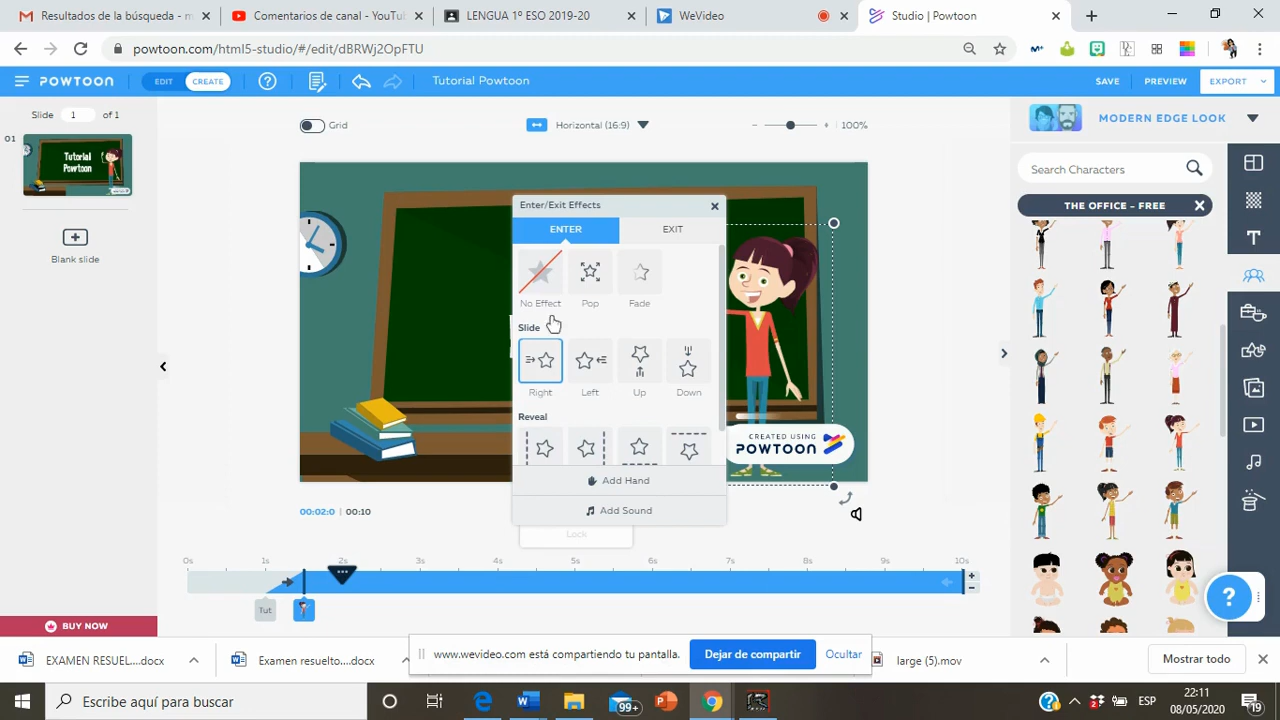 Resultados de la búsqueda - m
Comentarios de canal - YouTu
LENGUA 1º ESO 2019-20
WeVideo
Studio | Powtoon
powtoon.com/html5-studio/#/edit/dBRWj2OpFTU
POWTOON
EDIT
CREATE
Tutorial Powtoon
SAVE
PREVIEW
EXPORT
Slide 1 of 1
Grid
Horizontal (16:9)
100%
MODERN EDGE LOOK
01
Tutorial
Powtoon
Search Characters
THE OFFICE - FREE
Enter/Exit Effects
ENTER
EXIT
No Effect
Pop
Fade
Blank slide
Slide
Right
Left
Up
Down
Reveal
CREATED USING
POWTOON
Add Hand
Add Sound
Lock
00:02:0 | 00:10
0s
1s
2s
3s
4s
5s
6s
7s
8s
9s
10s
Tut
BUY NOW
EXAMEN RESUEL....docx
Examen resuelto....docx
www.wevideo.com está compartiendo tu pantalla.
Dejar de compartir
Ocultar
large (5).mov
Mostrar todo
Escribe aquí para buscar
99+
ESP
22:11
08/05/2020
19